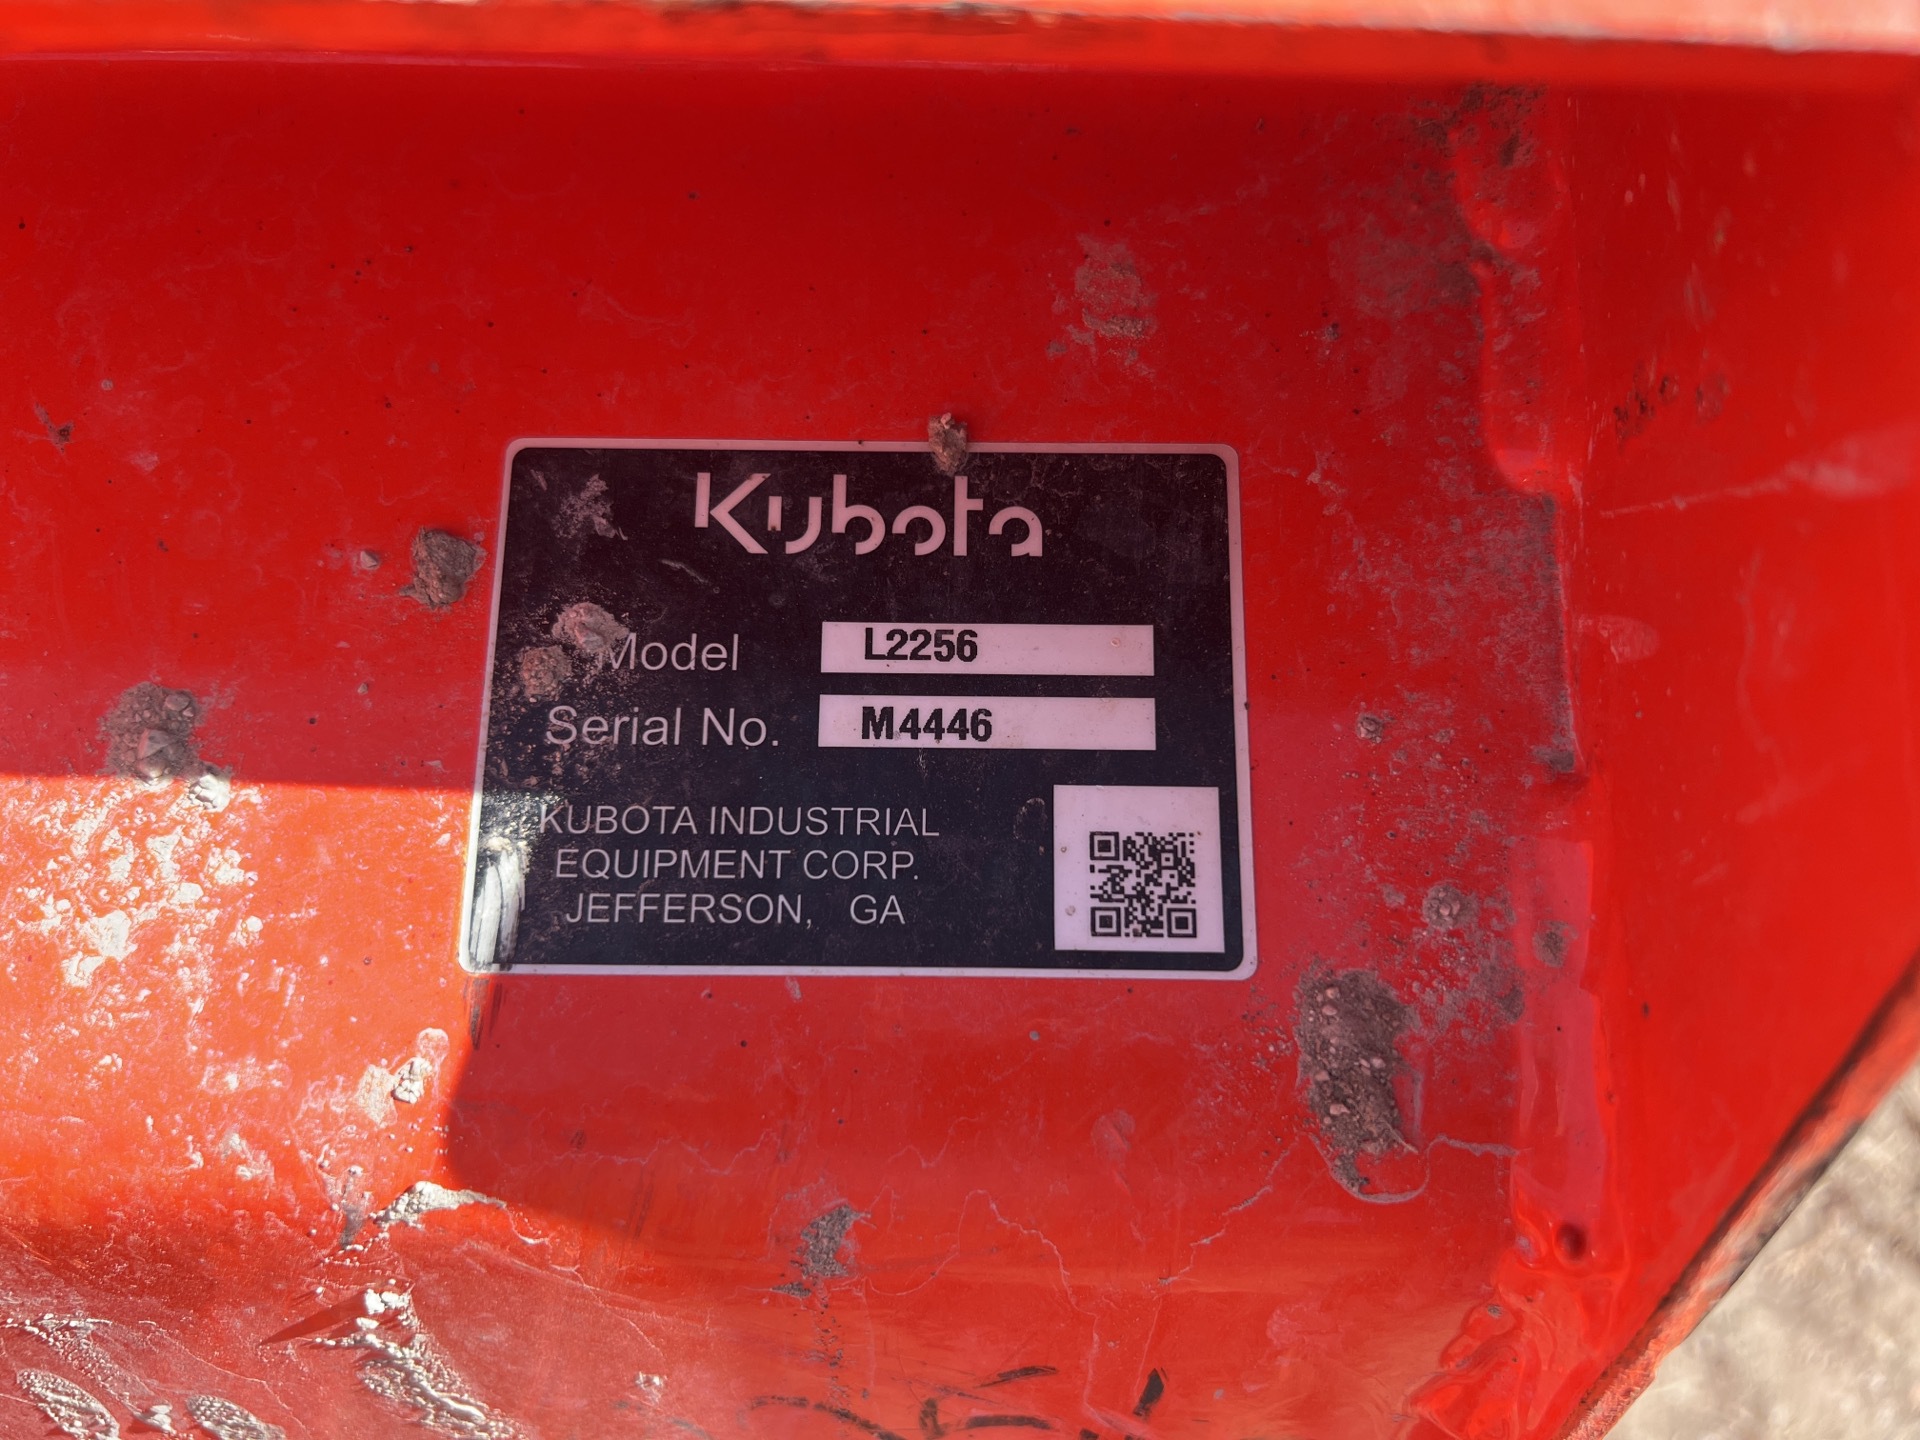 Kubota
Model L2256
Serial No. M4446
KUBOTA INDUSTRIAL
EQUIPMENT CORP.
JEFFERSON, GA